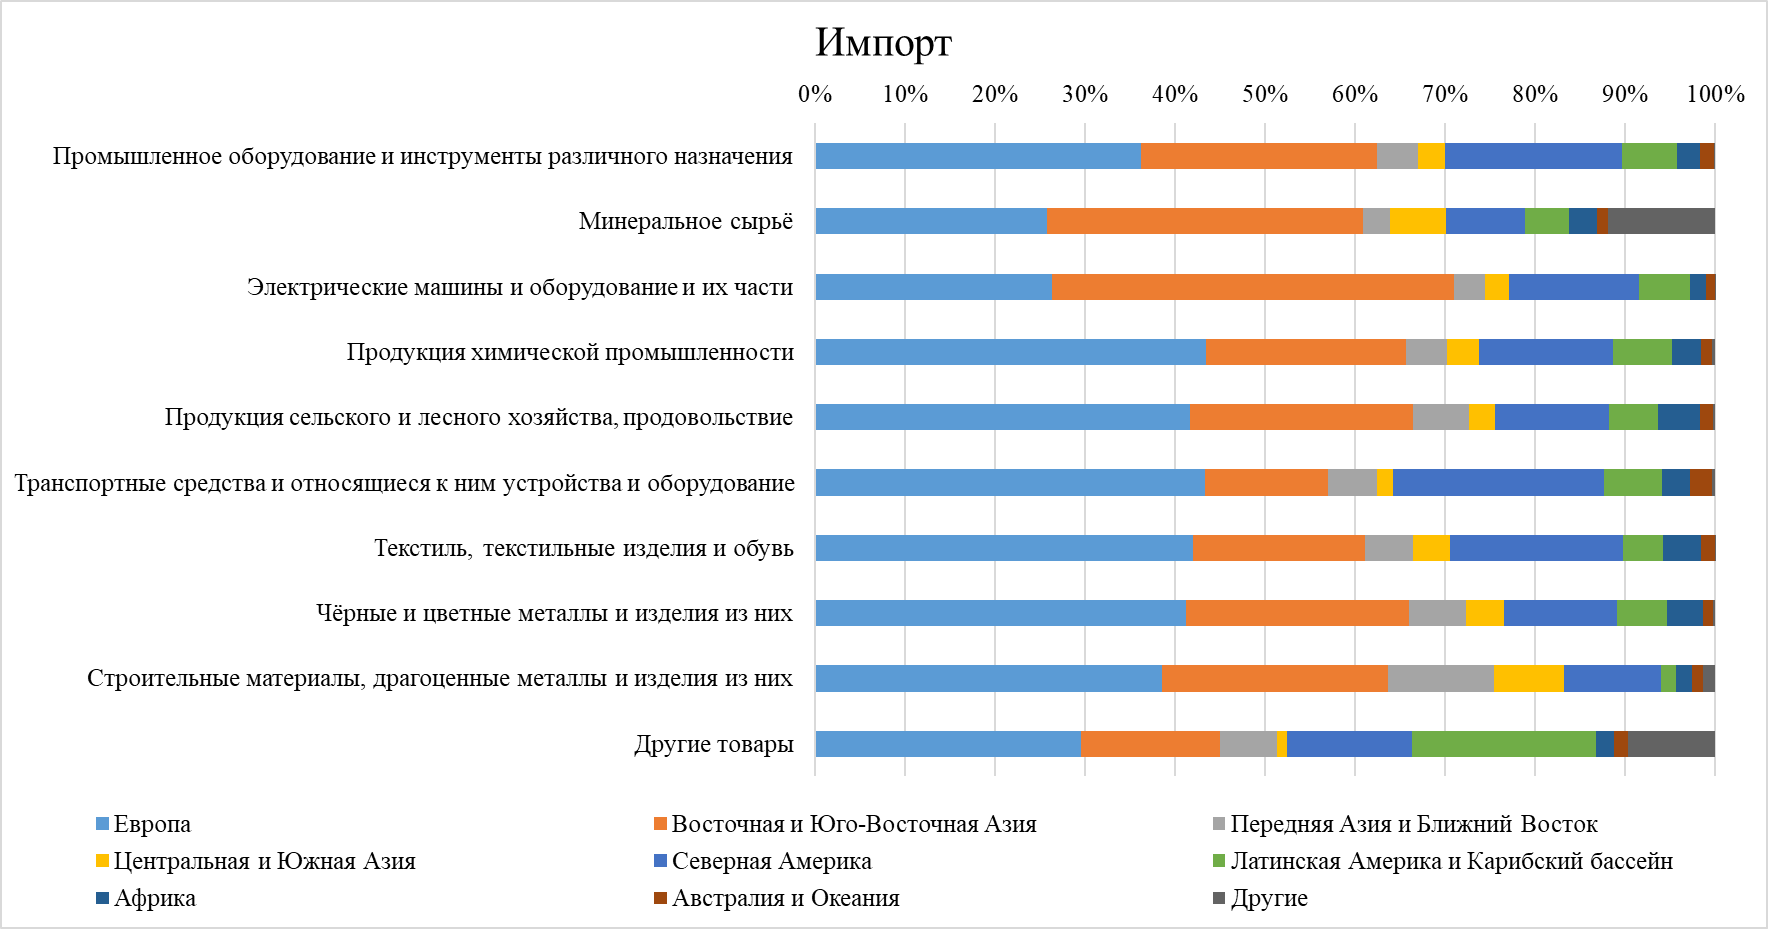 Импорт
0% 10% 20% 30% 40% 50% 60% 70% 80% 90% 100%
Промышленное оборудование и инструменты различного назначения
Минеральное сырьё
Электрические машины и оборудование и их части
Продукция химической промышленности
Продукция сельского и лесного хозяйства, продовольствие
Транспортные средства и относящиеся к ним устройства и оборудование
Текстиль, текстильные изделия и обувь
Чёрные и цветные металлы и изделия из них
Строительные материалы, драгоценные металлы и изделия из них
Другие товары
Европа Восточная и Юго-Восточная Азия Передняя Азия и Ближний Восток
Центральная и Южная Азия Северная Америка Латинская Америка и Карибский бассейн
Африка Австралия и Океания Другие